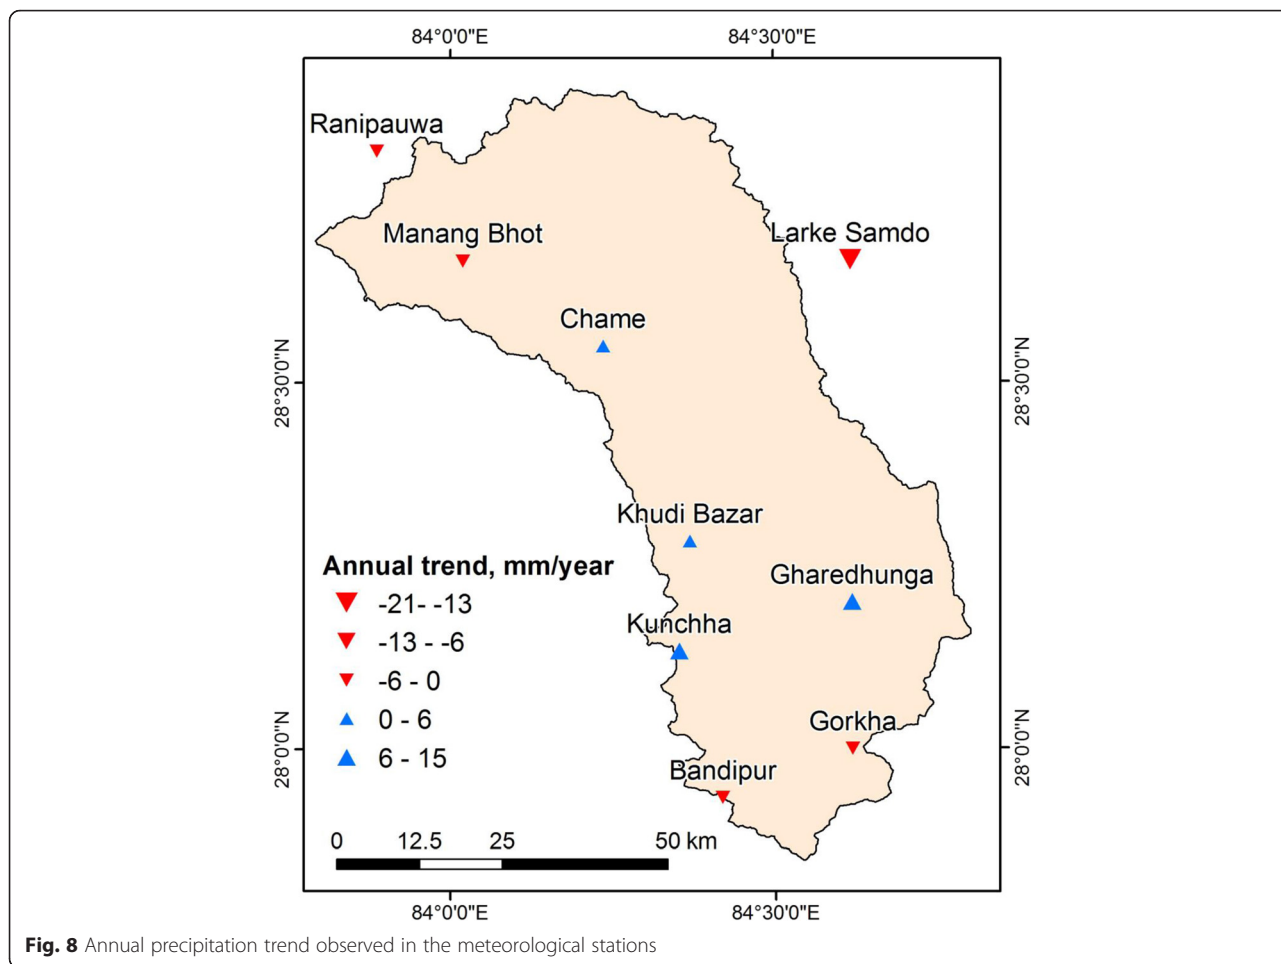 84°0'0"E 84°30'0"E
Ranipauwa
Manang Bhot
Larke Samdo
Chame
28°30'0"N 28°30'0"N
Khudi Bazar
Annual trend, mm/year
Gharedhunga
-21- -13
Kunchha
-13 - -6
-6 - 0
0 - 6
Gorkha
28°0'0"N 28°0'0"N
6 - 15
Bandipur
0 12.5 25 50 km
84°0'0"E 84°30'0"E
Fig. 8 Annual precipitation trend observed in the meteorological stations